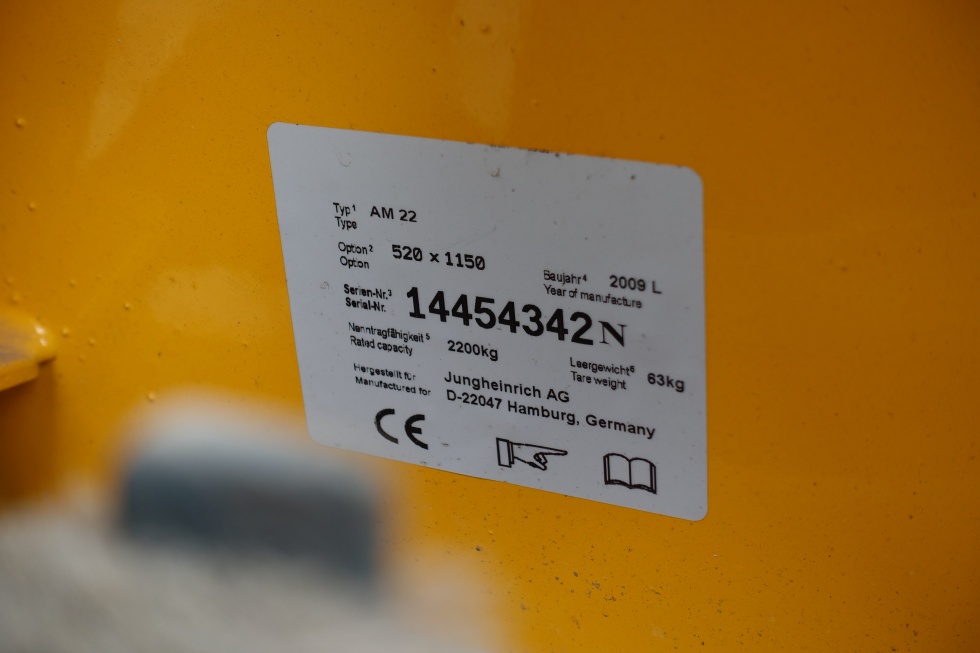 Typ¹ AM 22
Type
Option² 520 x 1150
Option
Baujahr⁴ 2009 L
Year of manufacture
Serien-Nr.³ 14454342 N
Serial-Nr.
Nenntragfähigkeit⁵ 2200kg
Rated capacity
Leergewicht⁶ 63kg
Tare weight
Hergestellt für Jungheinrich AG
Manufactured for D-22047 Hamburg, Germany
CE